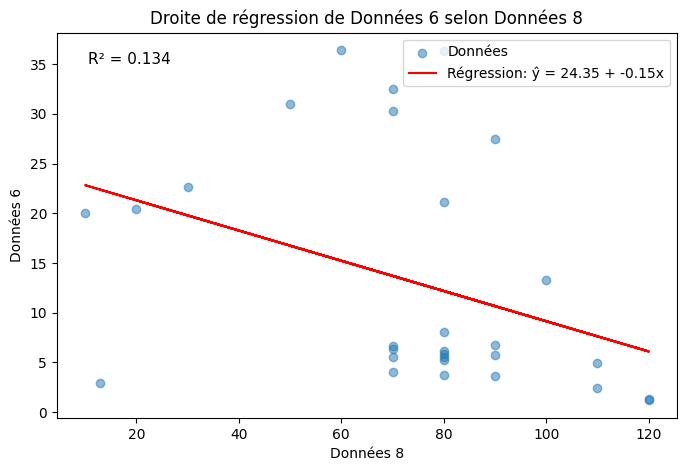 Droite de régression de Données 6 selon Données 8
R² = 0.134
Données
Régression: ŷ = 24.35 + -0.15x
Données 6
35
30
25
20
15
10
5
0
20
40
60
80
100
120
Données 8